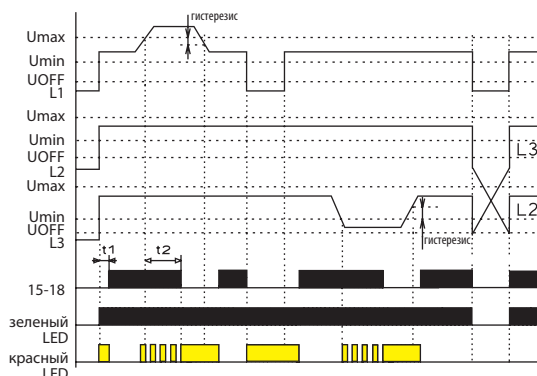 гистерезис
Umax
Umin
UOFF
L1
Umax
Umin
UOFF
L2
L3
Umax
Umin
UOFF
L3
L2
гистерезис
t1
t2
15-18
зеленый
LED
красный
LED